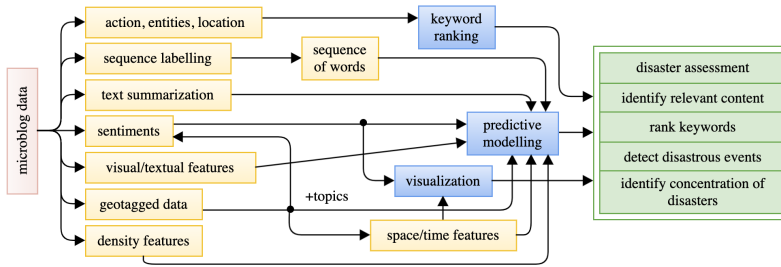 microblog data
action, entities, location
sequence labelling
text summarization
sentiments
visual/textual features
geotagged data
density features
sequence
of words
+topics
space/time features
keyword
ranking
predictive
modelling
visualization
disaster assessment
identify relevant content
rank keywords
detect disastrous events
identify concentration of
disasters